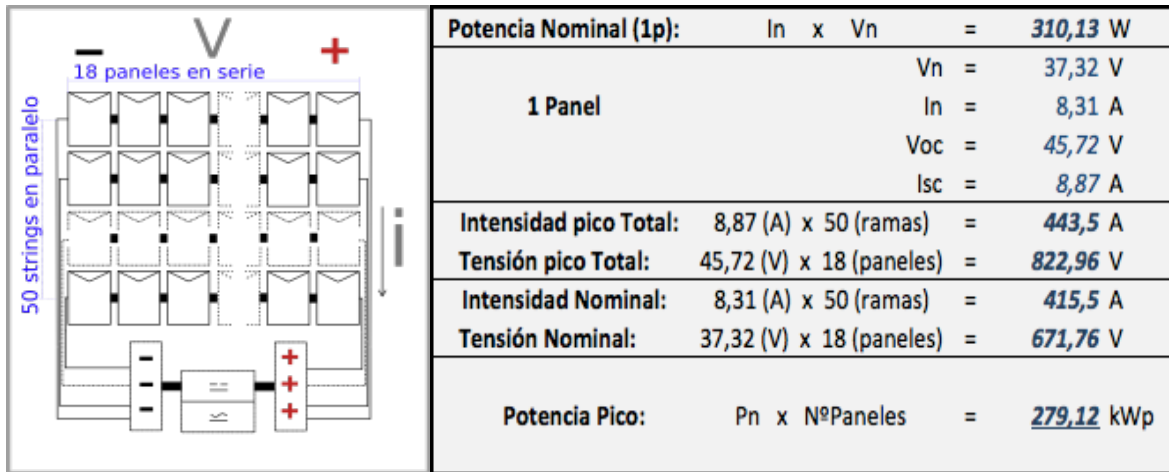 − V +
18 paneles en serie
50 strings en paralelo
i
− +
− +
− +
Potencia Nominal (1p): In x Vn = 310,13 W
1 Panel
Vn = 37,32 V
In = 8,31 A
Voc = 45,72 V
Isc = 8,87 A
Intensidad pico Total: 8,87 (A) x 50 (ramas) = 443,5 A
Tensión pico Total: 45,72 (V) x 18 (paneles) = 822,96 V
Intensidad Nominal: 8,31 (A) x 50 (ramas) = 415,5 A
Tensión Nominal: 37,32 (V) x 18 (paneles) = 671,76 V
Potencia Pico: Pn x NºPaneles = 279,12 kWp